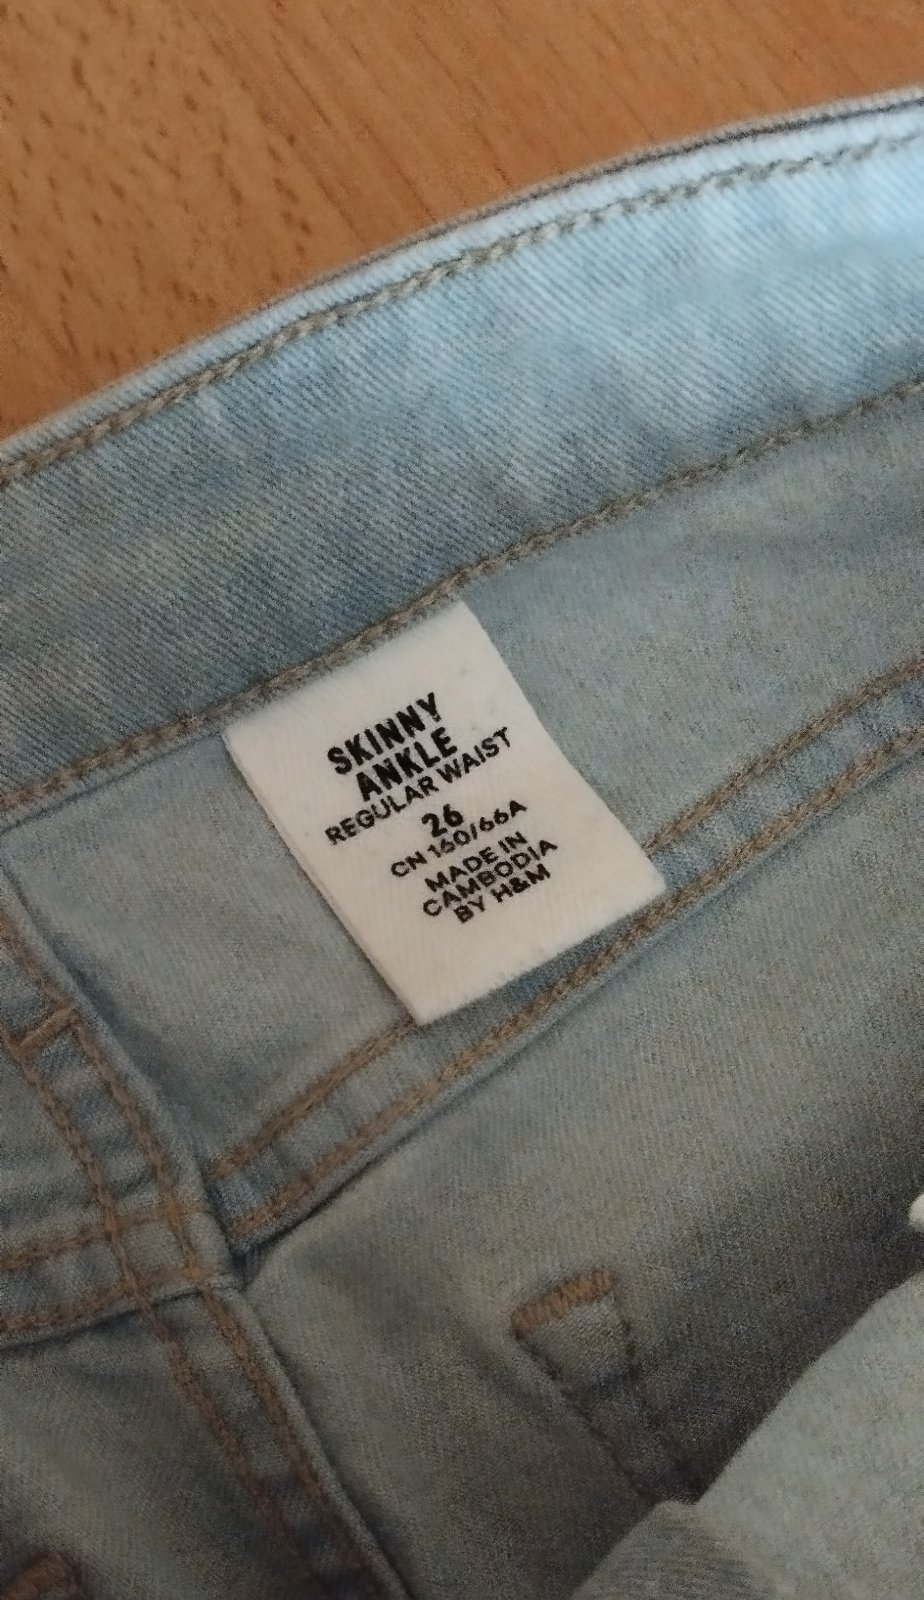 SKINNY
ANKLE
REGULAR WAIST
26
CN 160/66A
MADE IN
CAMBODIA
BY H&M